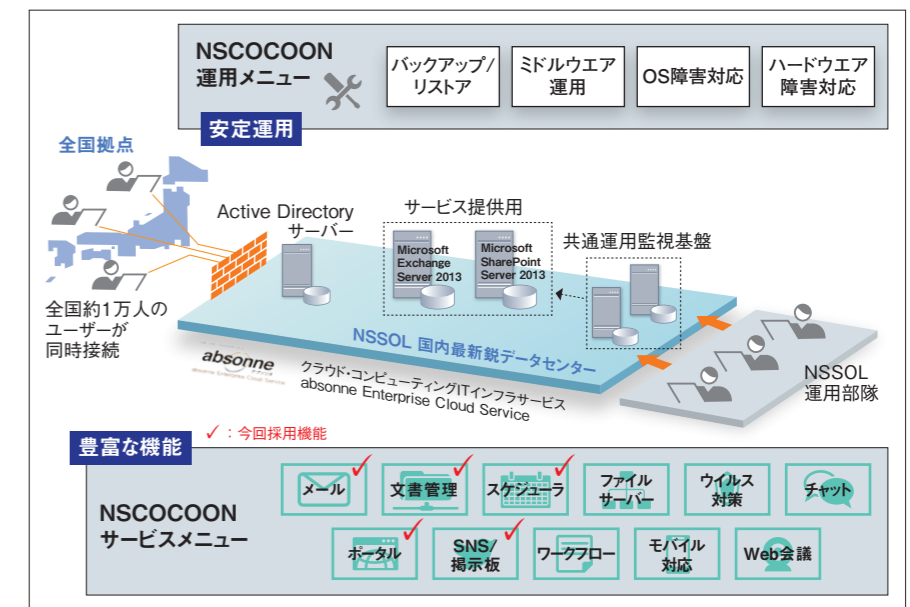 NSCOCOON
運用メニュー
バックアップ/
リストア
ミドルウエア
運用
OS障害対応
ハードウエア
障害対応
安定運用
全国拠点
Active Directory
サーバー
サービス提供用
Microsoft
Exchange
Server 2013
Microsoft
SharePoint
Server 2013
共通運用監視基盤
全国約1万人の
ユーザーが
同時接続
NSSOL 国内最新鋭データセンター
absonne
absonne Enterprise Cloud Service
クラウド・コンピューティングITインフラサービス
absonne Enterprise Cloud Service
NSSOL
運用部隊
豊富な機能
✓：今回採用機能
NSCOCOON
サービスメニュー
メール
文書管理
スケジューラ
ファイル
サーバー
ウイルス
対策
チャット
ポータル
SNS/
掲示板
ワークフロー
モバイル
対応
Web会議